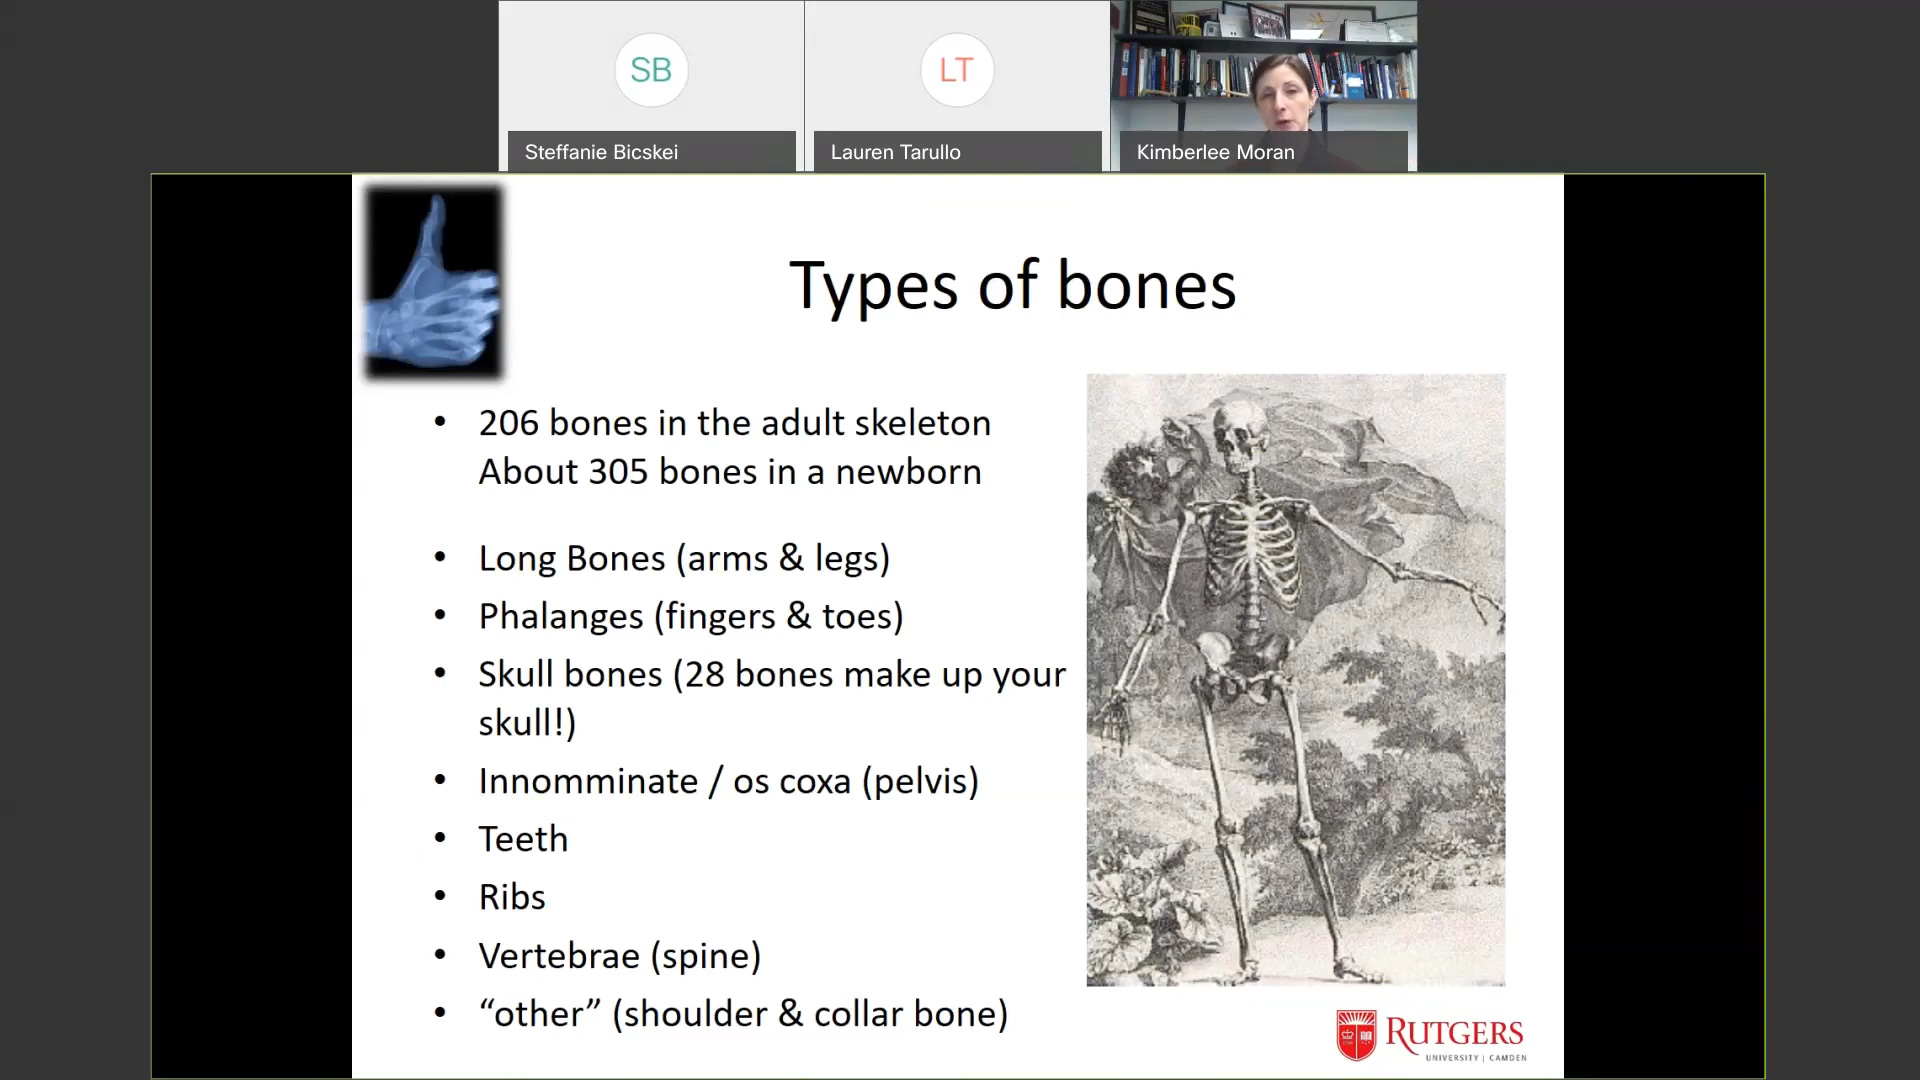 SB
LT
Steffanie Bicskei
Lauren Tarullo
Kimberlee Moran
Types of bones
• 206 bones in the adult skeleton
About 305 bones in a newborn
• Long Bones (arms & legs)
• Phalanges (fingers & toes)
• Skull bones (28 bones make up your
skull!)
• Innomminate / os coxa (pelvis)
• Teeth
• Ribs
• Vertebrae (spine)
• “other” (shoulder & collar bone)
RUTGERS
UNIVERSITY | CAMDEN